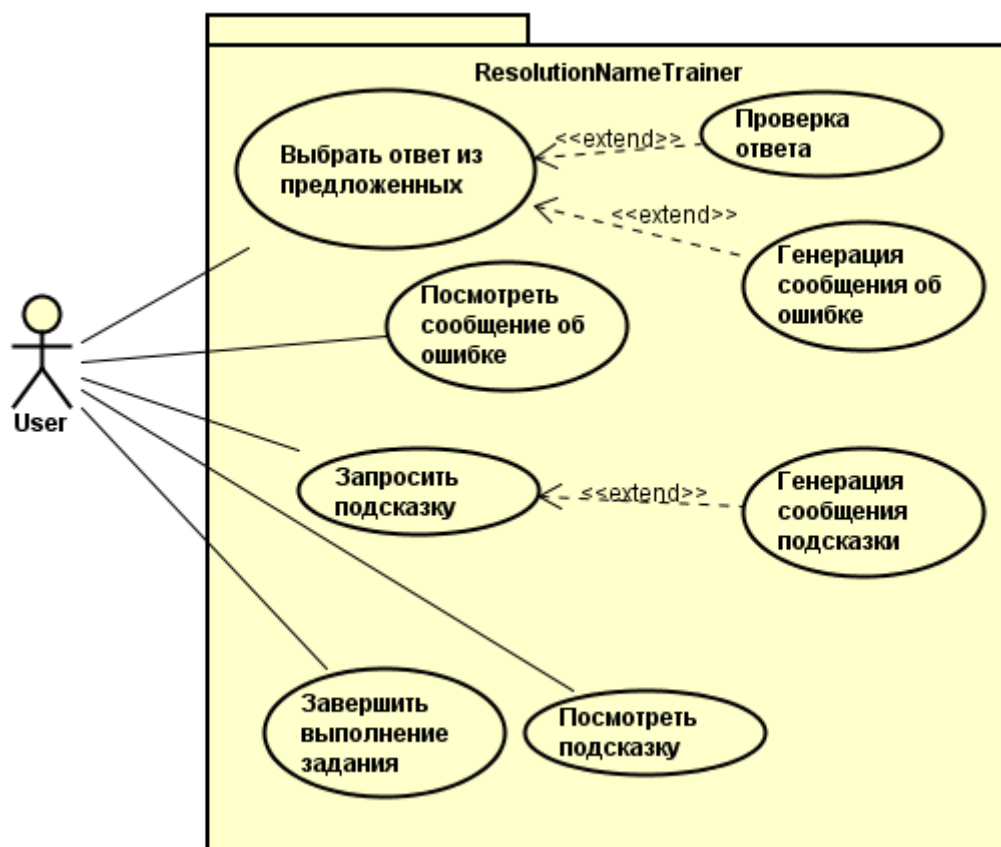 ResolutionNameTrainer
Выбрать ответ из
предложенных
<<extend>>
Проверка
ответа
<<extend>>
Генерация
сообщения об
ошибке
Посмотреть
сообщение об
ошибке
User
Запросить
подсказку
<<extend>>
Генерация
сообщения
подсказки
Завершить
выполнение
задания
Посмотреть
подсказку